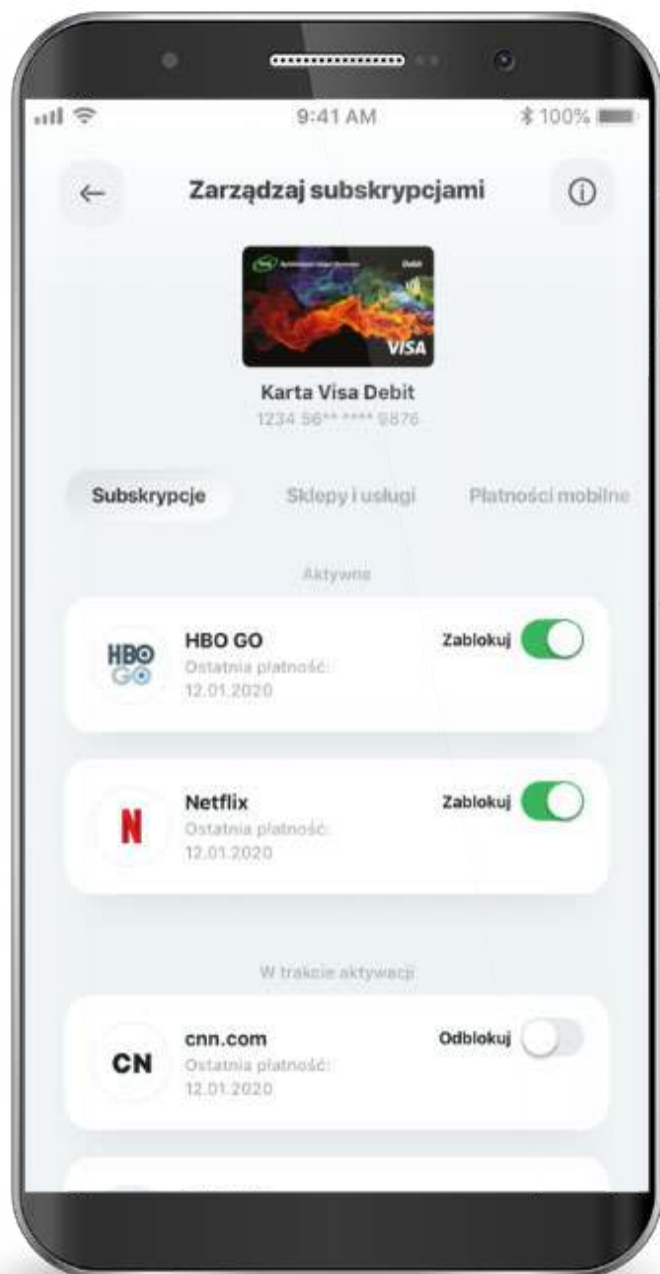 9:41 AM
100%
Zarządzaj subskrypcjami
Debit
VISA
Karta Visa Debit
1234 56** **** 9876
Subskrypcje
Sklepy i usługi
Płatności mobilne
Aktywne
HBO GO
HBO GO
Zablokuj
Ostatnia płatność:
12.01.2020
N
Netflix
Zablokuj
Ostatnia płatność:
12.01.2020
W trakcie aktywacji
CN
cnn.com
Odblokuj
Ostatnia płatność:
12.01.2020